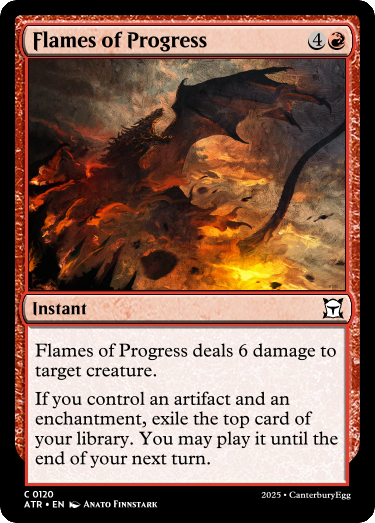 Flames of Progress 4
Instant
Flames of Progress deals 6 damage to
target creature.
If you control an artifact and an
enchantment, exile the top card of
your library. You may play it until the
end of your next turn.
C 0120
ATR • EN Anato Finnstark
2025 • CanterburyEgg